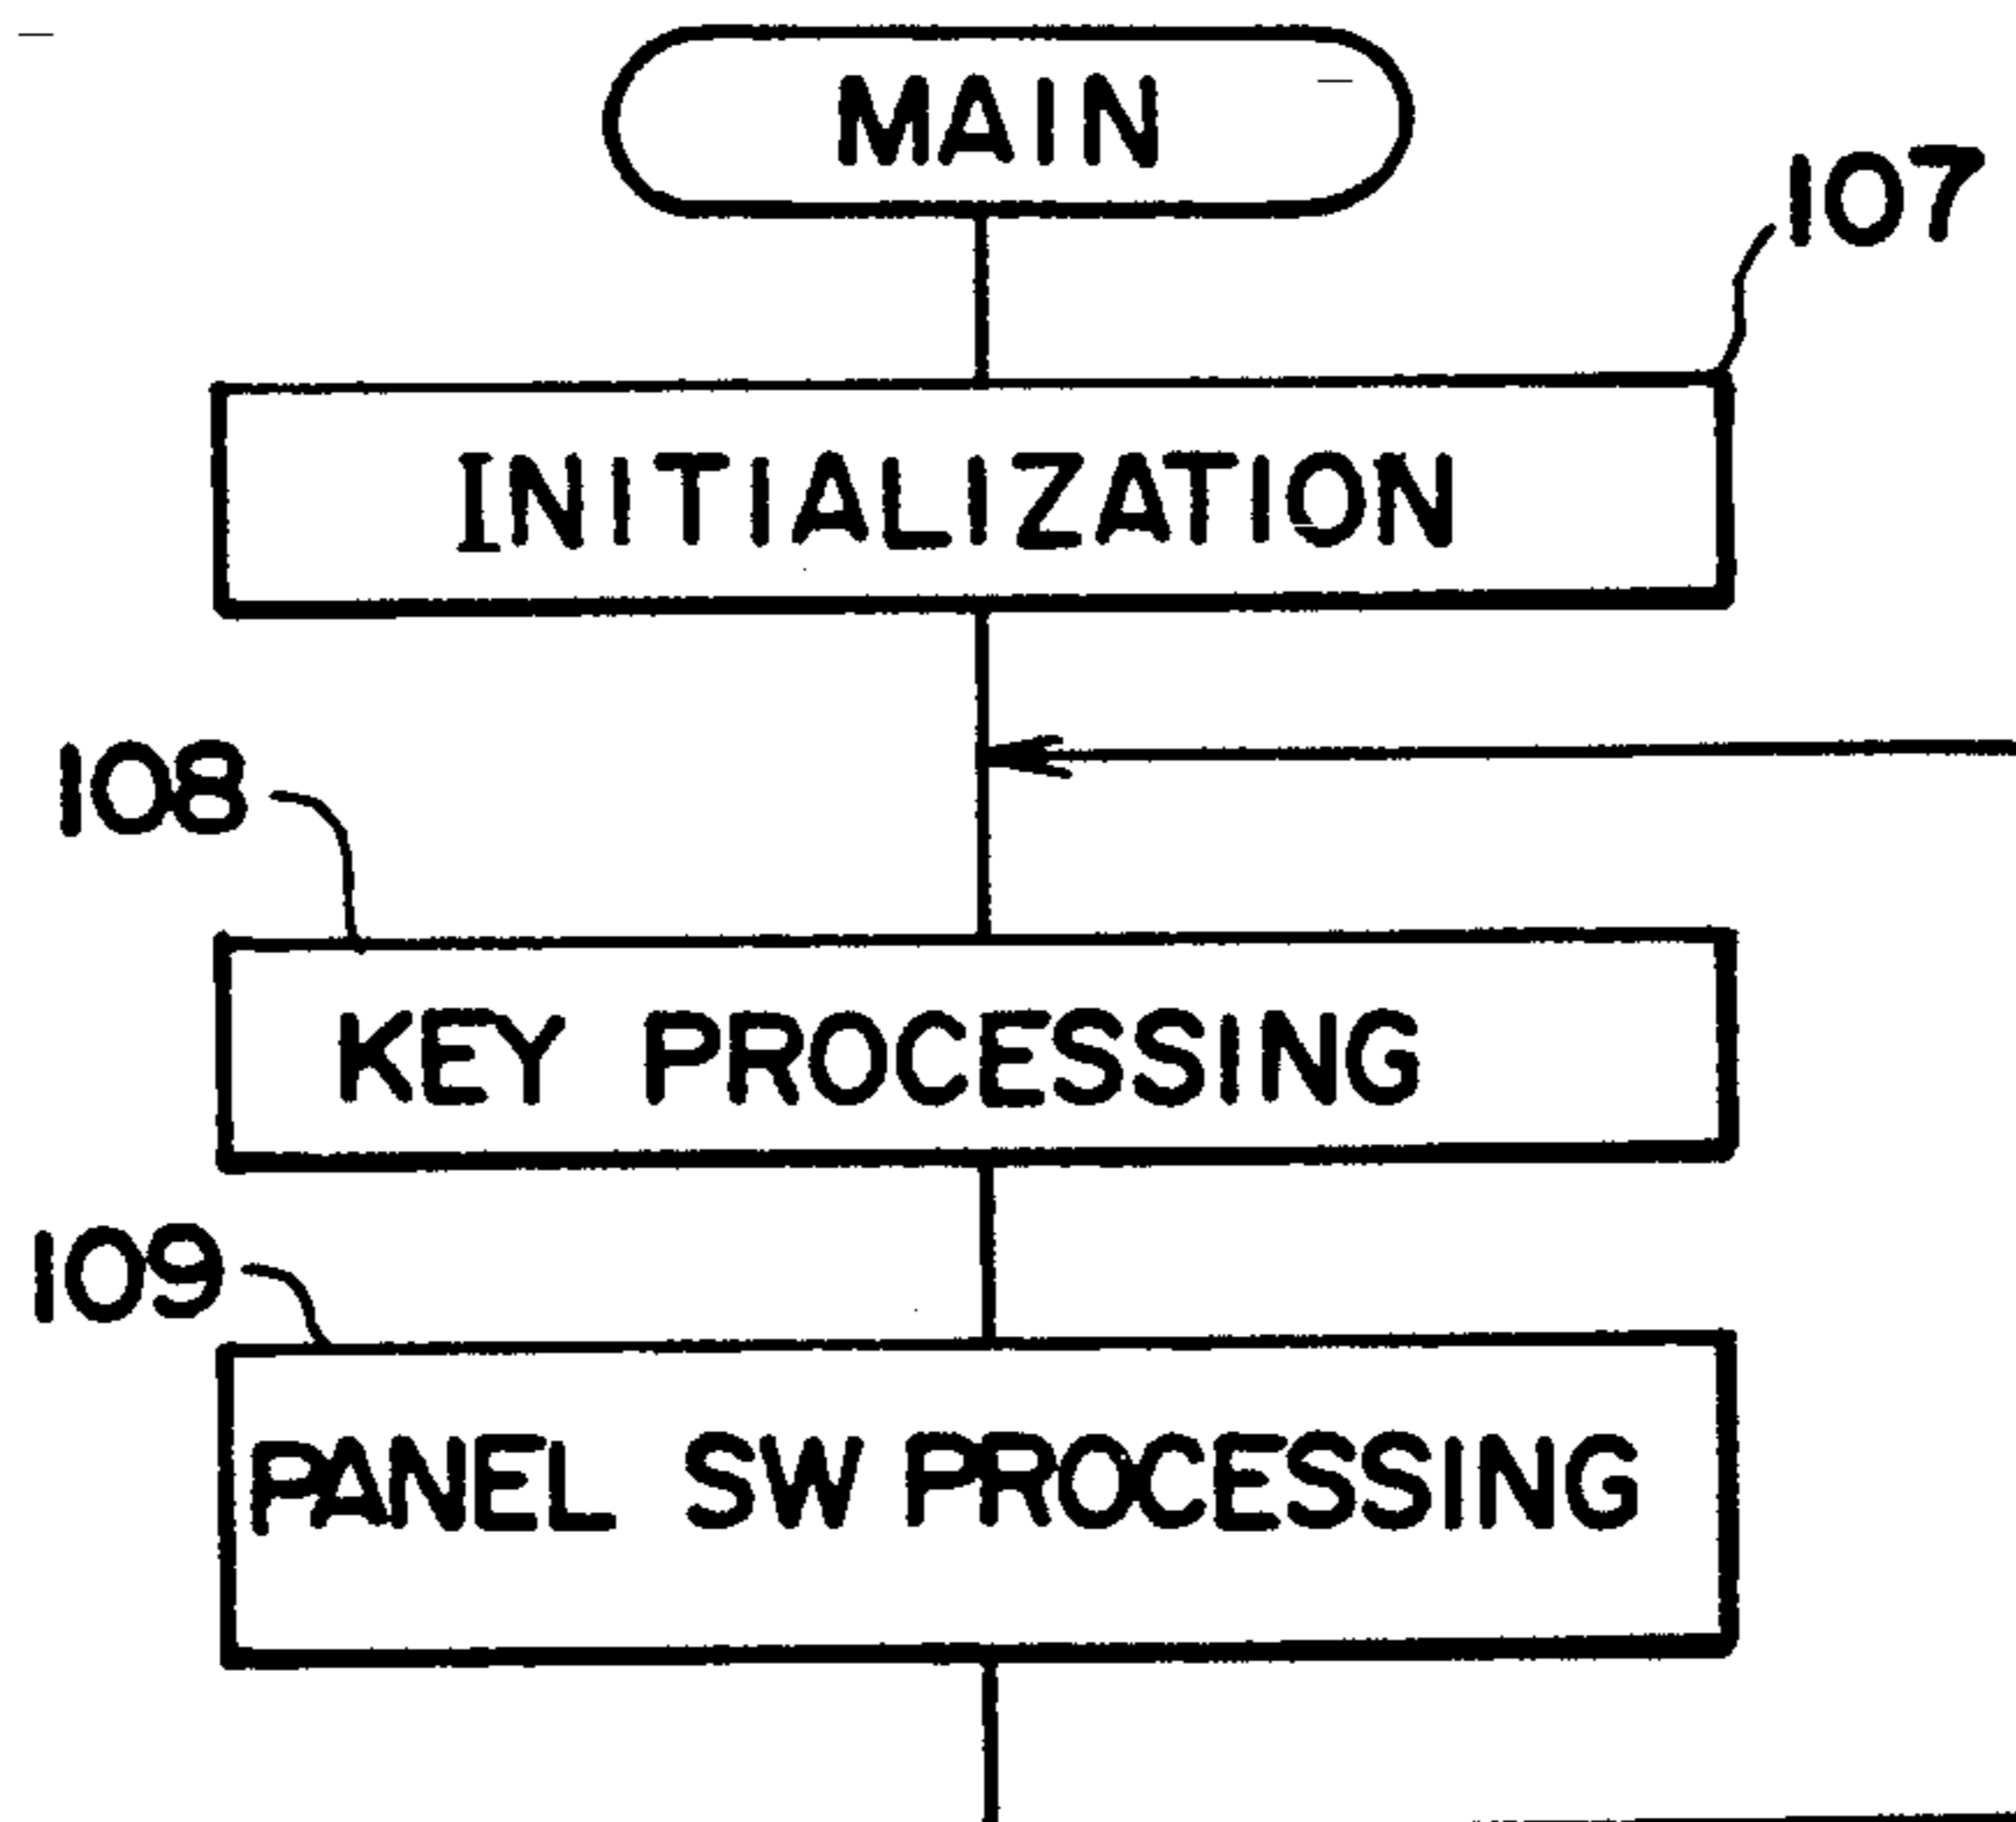 MAIN
107
INITIALIZATION
108
KEY PROCESSING
109
PANEL SW PROCESSING